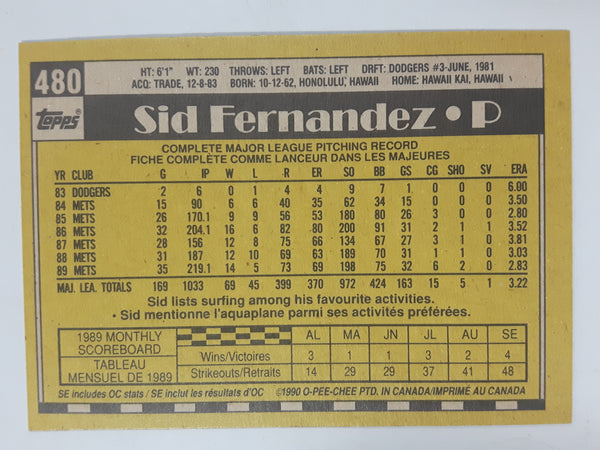 480
HT: 6'1" WT: 230 THROWS: LEFT BATS: LEFT DRFT: DODGERS #3-JUNE, 1981
ACQ: TRADE, 12-8-83 BORN: 10-12-62, HONOLULU, HAWAII HOME: HAWAII KAI, HAWAII
Topps®
Sid Fernandez • P
COMPLETE MAJOR LEAGUE PITCHING RECORD
FICHE COMPLÈTE COMME LANCEUR DANS LES MAJEURES
YR CLUB G IP W L R ER SO BB GS CG SHO SV ERA
83 DODGERS 2 6 0 1 4 4 9 7 1 0 0 0 6.00
84 METS 15 90 6 6 40 35 62 34 15 0 0 0 3.50
85 METS 26 170.1 9 9 56 53 180 80 26 3 0 0 2.80
86 METS 32 204.1 16 6 82 80 200 91 31 2 1 1 3.52
87 METS 28 156 12 8 75 66 134 67 27 3 1 0 3.81
88 METS 31 187 12 10 69 63 189 70 31 1 1 0 3.03
89 METS 35 219.1 14 5 73 69 198 75 32 6 2 0 2.83
MAJ. LEA. TOTALS 169 1033 69 45 399 370 972 424 163 15 5 1 3.22
Sid lists surfing among his favourite activities.
• Sid mentionne l'aquaplane parmi ses activités préférées.
1989 MONTHLY SCOREBOARD
TABLEAU MENSUEL DE 1989
AL MA JN JL AU SE
Wins/Victoires 3 1 1 3 2 4
Strikeouts/Retraits 14 29 29 37 41 48
SE includes OC stats / SE inclut les résultats d'OC ©1990 O-PEE-CHEE PTD. IN CANADA/IMPRIMÉ AU CANADA